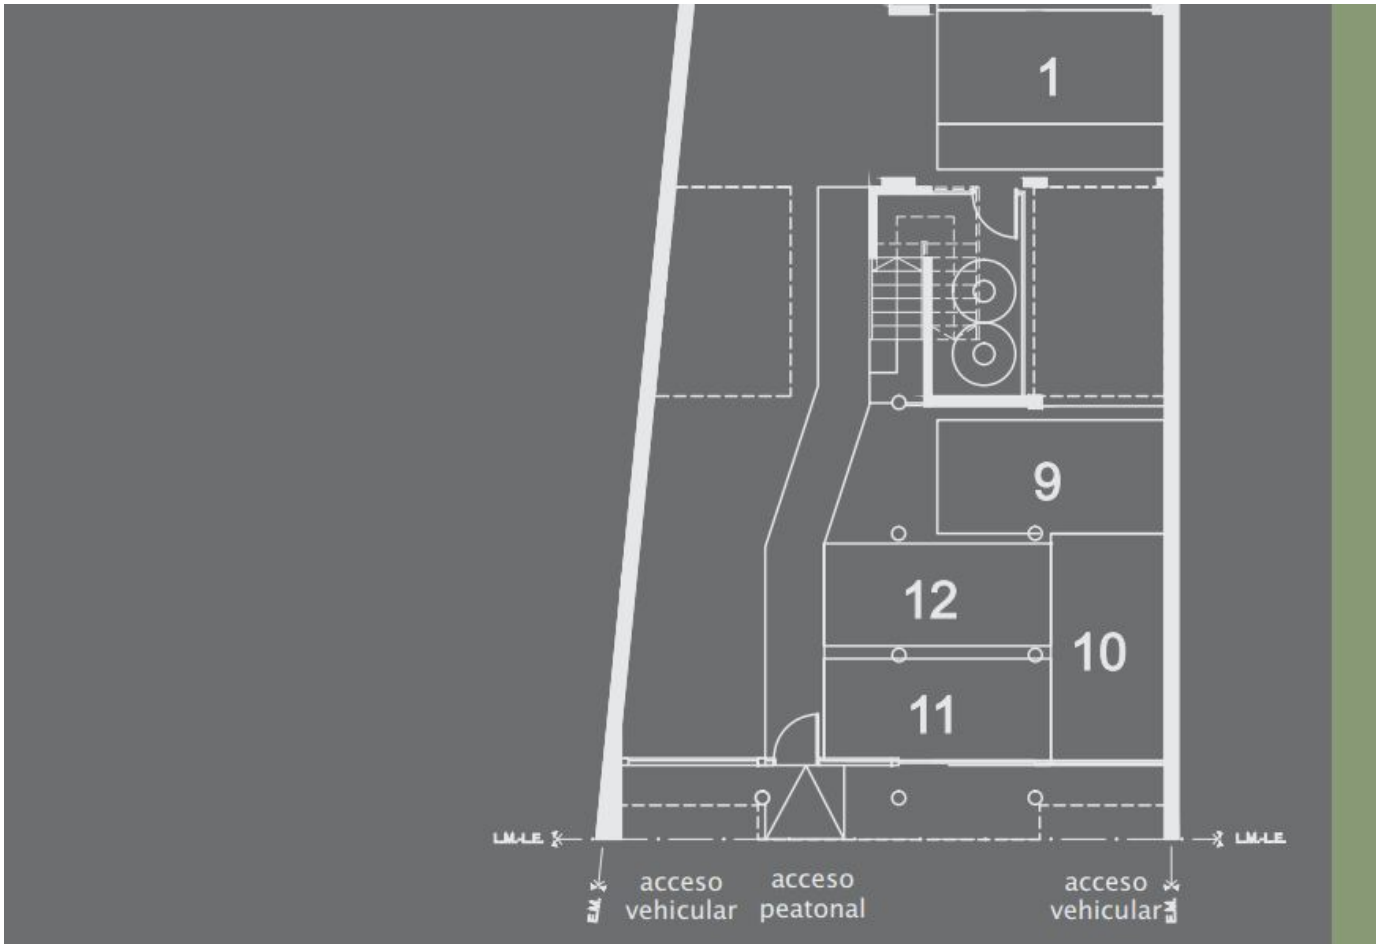 1
9
12
10
11
L.M.-L.E.
L.M.-L.E.
acceso
vehicular
acceso
peatonal
acceso
vehicular
E.M.
E.M.